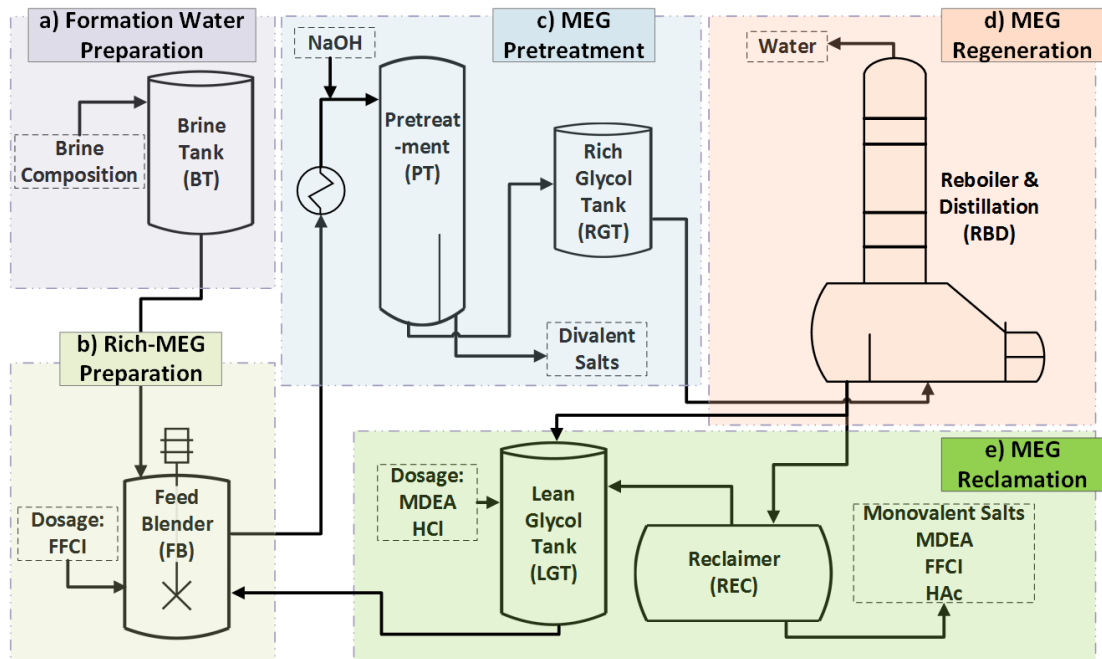 a) Formation Water
Preparation
Brine
Composition
Brine
Tank
(BT)
b) Rich-MEG
Preparation
Dosage:
FFCI
Feed
Blender
(FB)
c) MEG
Pretreatment
NaOH
Pretreat
-ment
(PT)
Rich
Glycol
Tank
(RGT)
Divalent
Salts
d) MEG
Regeneration
Water
Reboiler &
Distillation
(RBD)
e) MEG
Reclamation
Dosage:
MDEA
HCl
Lean
Glycol
Tank
(LGT)
Reclaimer
(REC)
Monovalent Salts
MDEA
FFCI
HAc